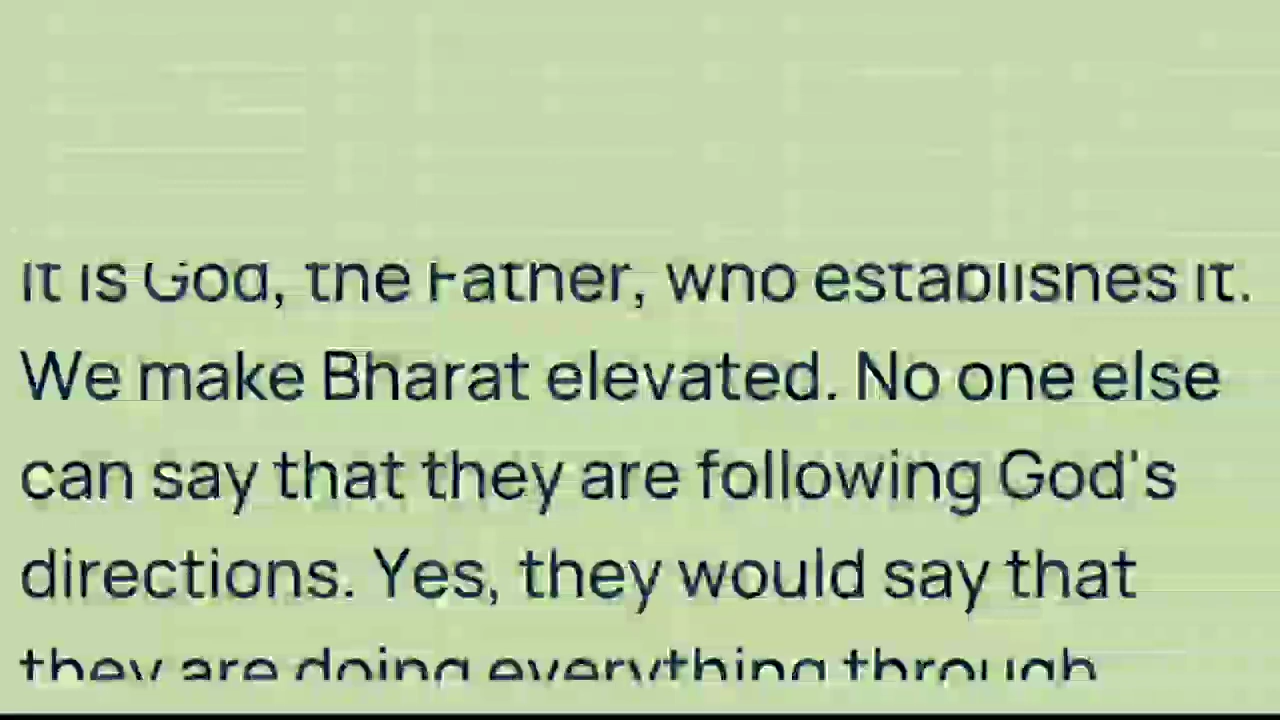 It is God, the Father, who establishes it.
We make Bharat elevated. No one else
can say that they are following God's
directions. Yes, they would say that
they are doing everything through